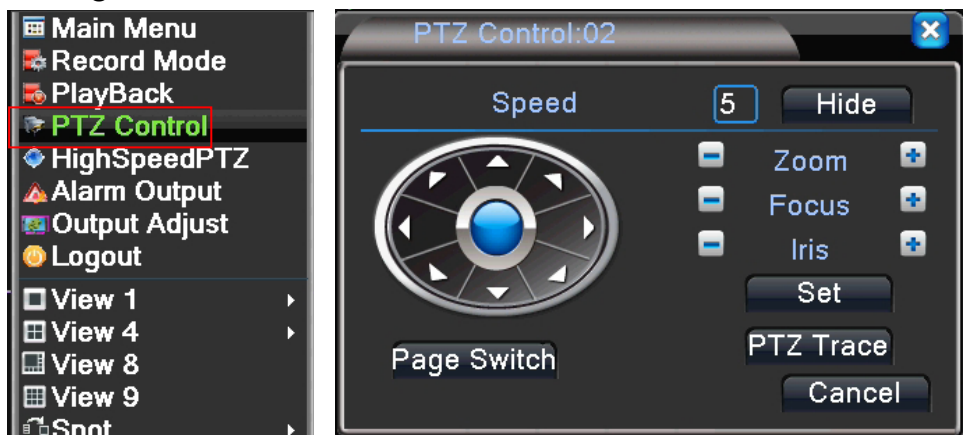 Main Menu
Record Mode
PlayBack
PTZ Control
HighSpeedPTZ
Alarm Output
Output Adjust
Logout
View 1
View 4
View 8
View 9
Spot
PTZ Control:02
Speed 5 Hide
Zoom
Focus
Iris
Set
Page Switch
PTZ Trace
Cancel